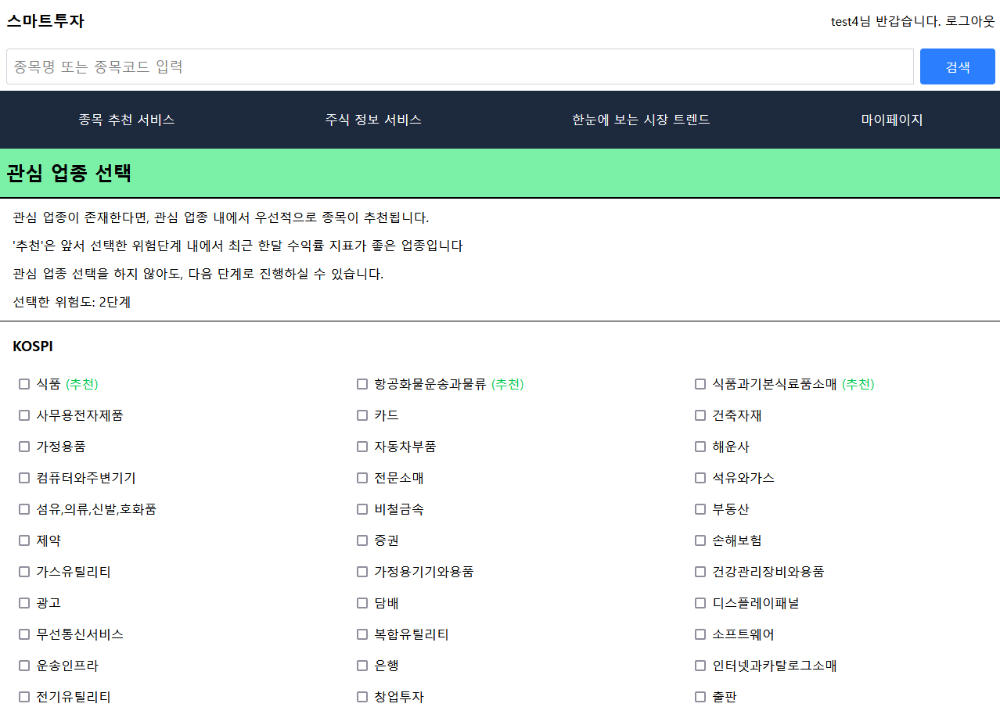 스마트투자
test4님 반갑습니다. 로그아웃
종목명 또는 종목코드 입력
검색
종목 추천 서비스 주식 정보 서비스 한눈에 보는 시장 트렌드 마이페이지
관심 업종 선택
관심 업종이 존재한다면, 관심 업종 내에서 우선적으로 종목이 추천됩니다.
'추천'은 앞서 선택한 위험단계 내에서 최근 한달 수익률 지표가 좋은 업종입니다
관심 업종 선택을 하지 않아도, 다음 단계로 진행하실 수 있습니다.
선택한 위험도: 2단계
KOSPI
식품 (추천) 항공화물운송과물류 (추천) 식품과기본식료품소매 (추천)
사무용전자제품 카드 건축자재
가정용품 자동차부품 해운사
컴퓨터와주변기기 전문소매 석유와가스
섬유,의류,신발,호화품 비철금속 부동산
제약 증권 손해보험
가스유틸리티 가정용기기와용품 건강관리장비와용품
광고 담배 디스플레이패널
무선통신서비스 복합유틸리티 소프트웨어
운송인프라 은행 인터넷과카탈로그소매
전기유틸리티 창업투자 출판